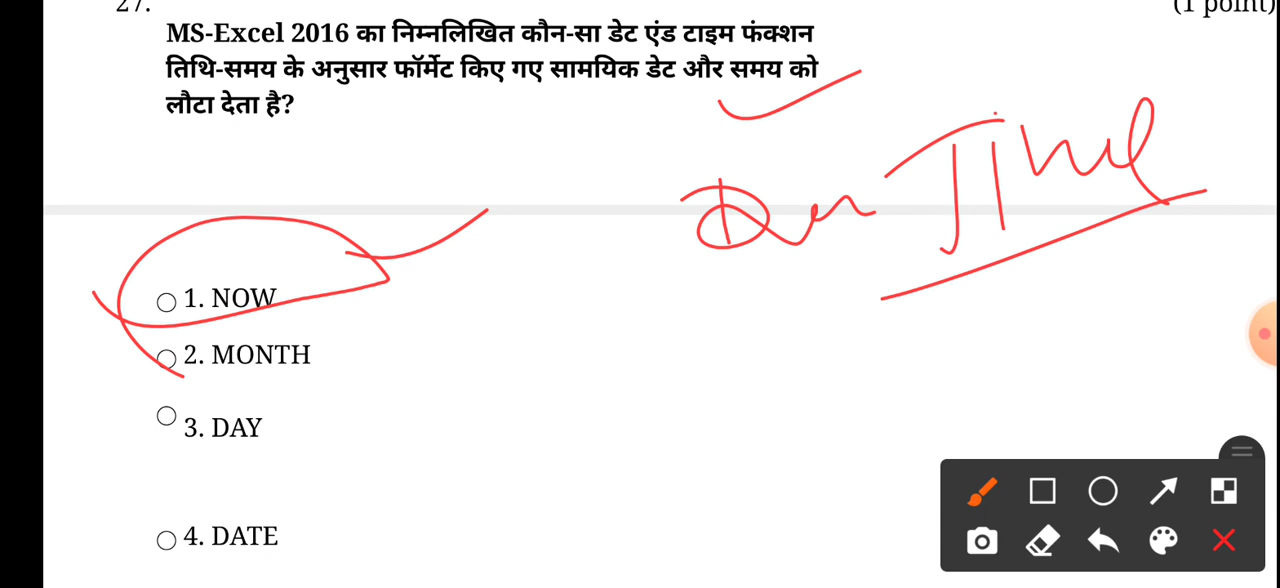 27.
(1 point)
MS-Excel 2016 का निम्नलिखित कौन-सा डेट एंड टाइम फंक्शन
तिथि-समय के अनुसार फॉर्मेट किए गए सामयिक डेट और समय को
लौटा देता है?
1. NOW
2. MONTH
3. DAY
4. DATE